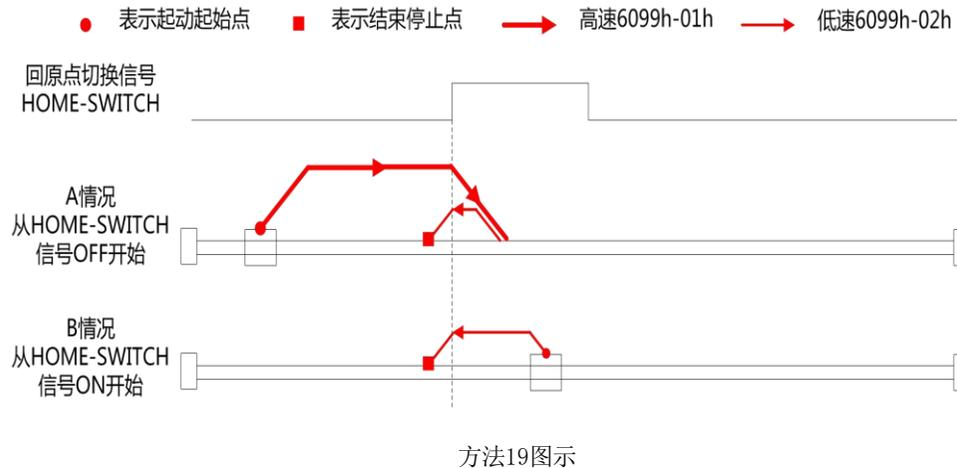 表示起动起始点 表示结束停止点 高速6099h-01h 低速6099h-02h
回原点切换信号
HOME-SWITCH
A情况
从HOME-SWITCH
信号OFF开始
B情况
从HOME-SWITCH
信号ON开始
方法19图示